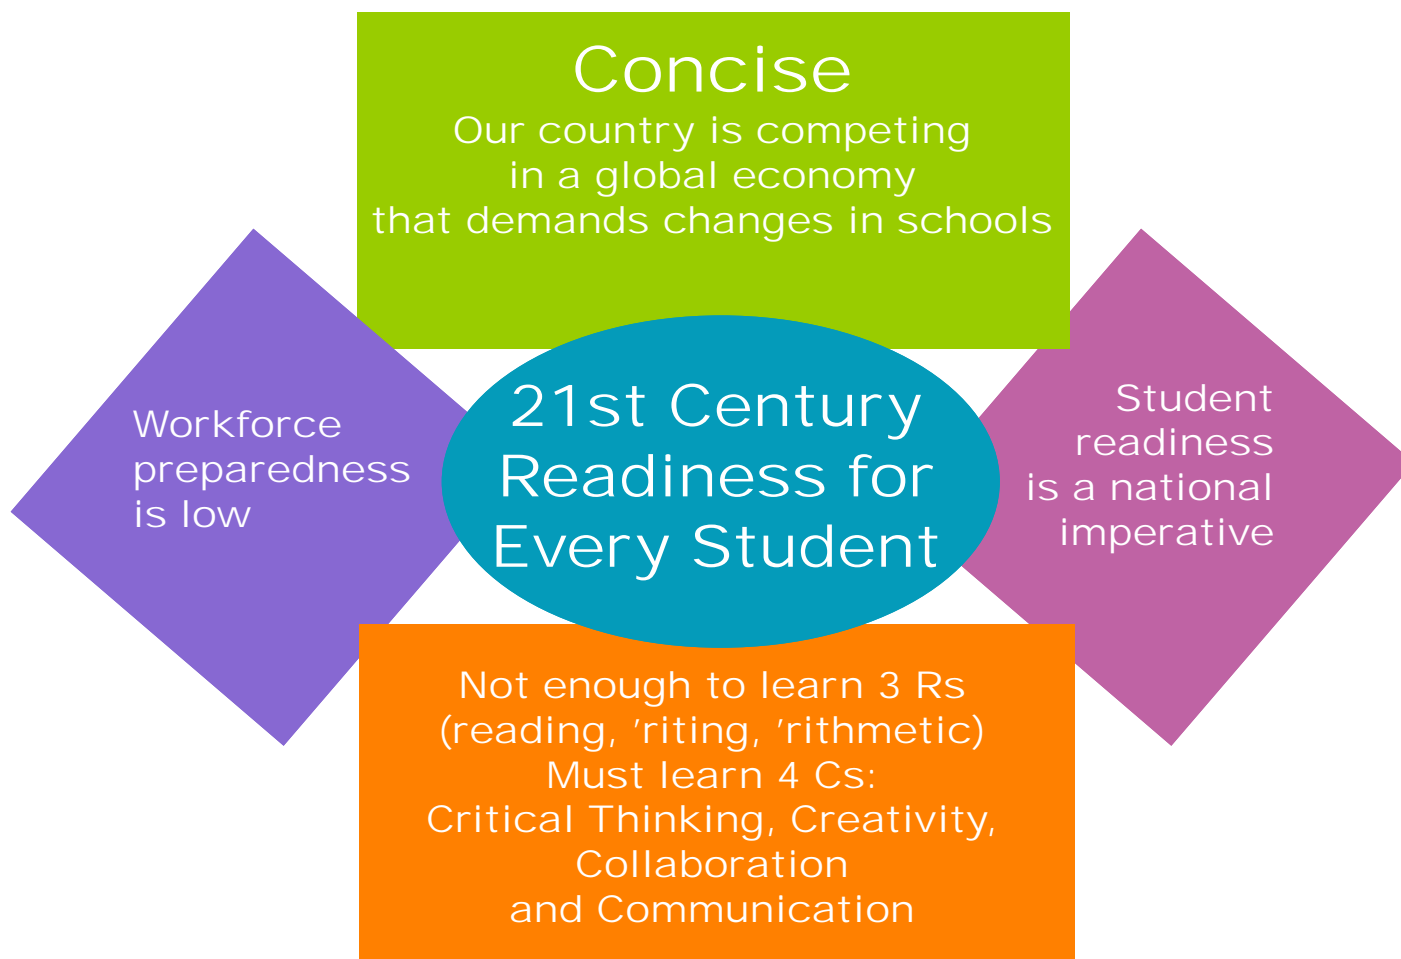 Concise
Our country is competing
in a global economy
that demands changes in schools
Workforce
preparedness
is low
21st Century
Readiness for
Every Student
Student
readiness
is a national
imperative
Not enough to learn 3 Rs
(reading, ’riting, ’rithmetic)
Must learn 4 Cs:
Critical Thinking, Creativity,
Collaboration
and Communication